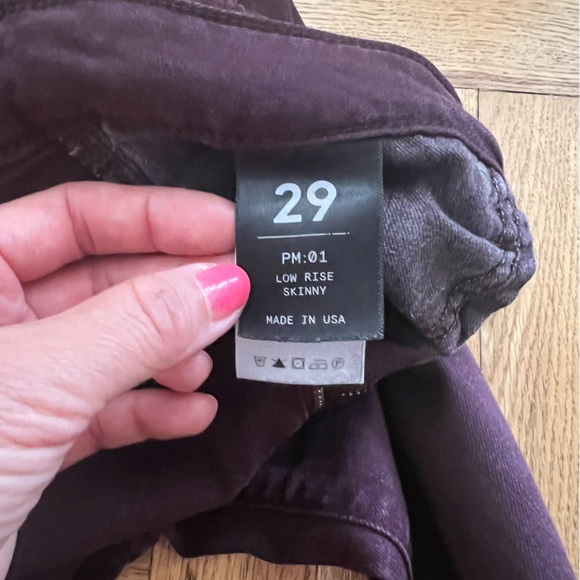 29
PM:01
LOW RISE
SKINNY
MADE IN USA
P